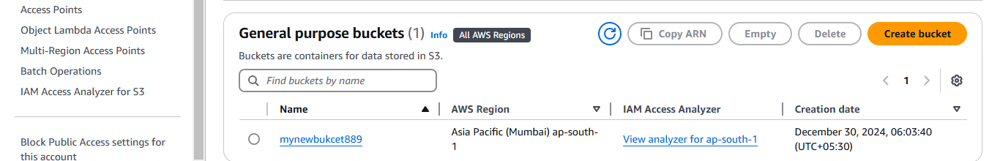 Access Points
Object Lambda Access Points
Multi-Region Access Points
Batch Operations
IAM Access Analyzer for S3
Block Public Access settings for
this account
General purpose buckets (1) Info All AWS Regions
Copy ARN Empty Delete Create bucket
Buckets are containers for data stored in S3.
Find buckets by name
1
Name AWS Region IAM Access Analyzer Creation date
mynewbukcet889 Asia Pacific (Mumbai) ap-south-1 View analyzer for ap-south-1 December 30, 2024, 06:03:40 (UTC+05:30)